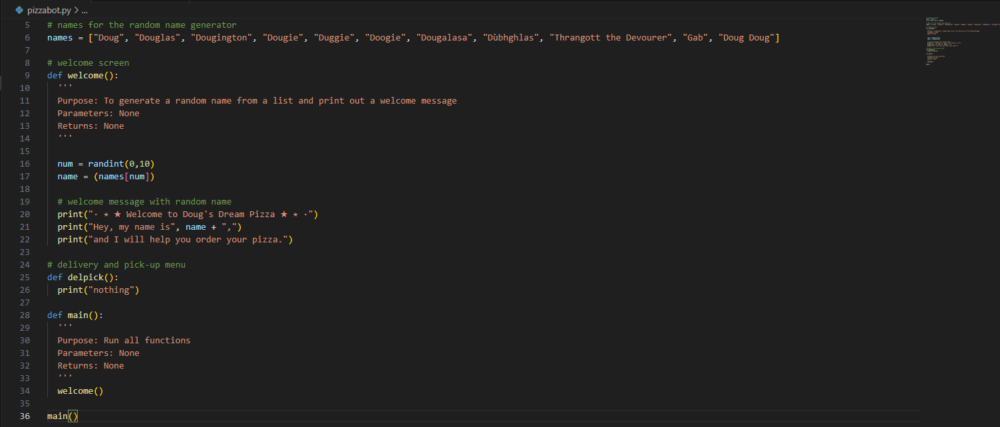 pizzabot.py > ...
5 # names for the random name generator
6 names = ["Doug", "Douglas", "Dougington", "Dougie", "Duggie", "Doogie", "Dougalasa", "Dùbhghlas", "Thrangott the Devourer", "Gab", "Doug Doug"]
7
8 # welcome screen
9 def welcome():
10 '''
11 Purpose: To generate a random name from a list and print out a welcome message
12 Parameters: None
13 Returns: None
14 '''
15
16 num = randint(0,10)
17 name = (names[num])
18
19 # welcome message with random name
20 print("· ⋆ ★ Welcome to Doug's Dream Pizza ★ ⋆ ·")
21 print("Hey, my name is", name + ",")
22 print("and I will help you order your pizza.")
23
24 # delivery and pick-up menu
25 def delpick():
26 print("nothing")
27
28 def main():
29 '''
30 Purpose: Run all functions
31 Parameters: None
32 Returns: None
33 '''
34 welcome()
35
36 main()